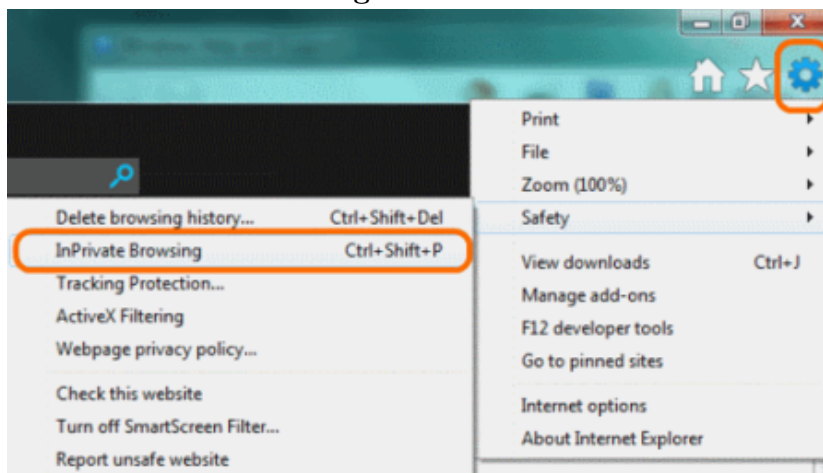 Print
File
Zoom (100%)
Safety
View downloads Ctrl+J
Manage add-ons
F12 developer tools
Go to pinned sites
Internet options
About Internet Explorer
Delete browsing history... Ctrl+Shift+Del
InPrivate Browsing Ctrl+Shift+P
Tracking Protection...
ActiveX Filtering
Webpage privacy policy...
Check this website
Turn off SmartScreen Filter...
Report unsafe website